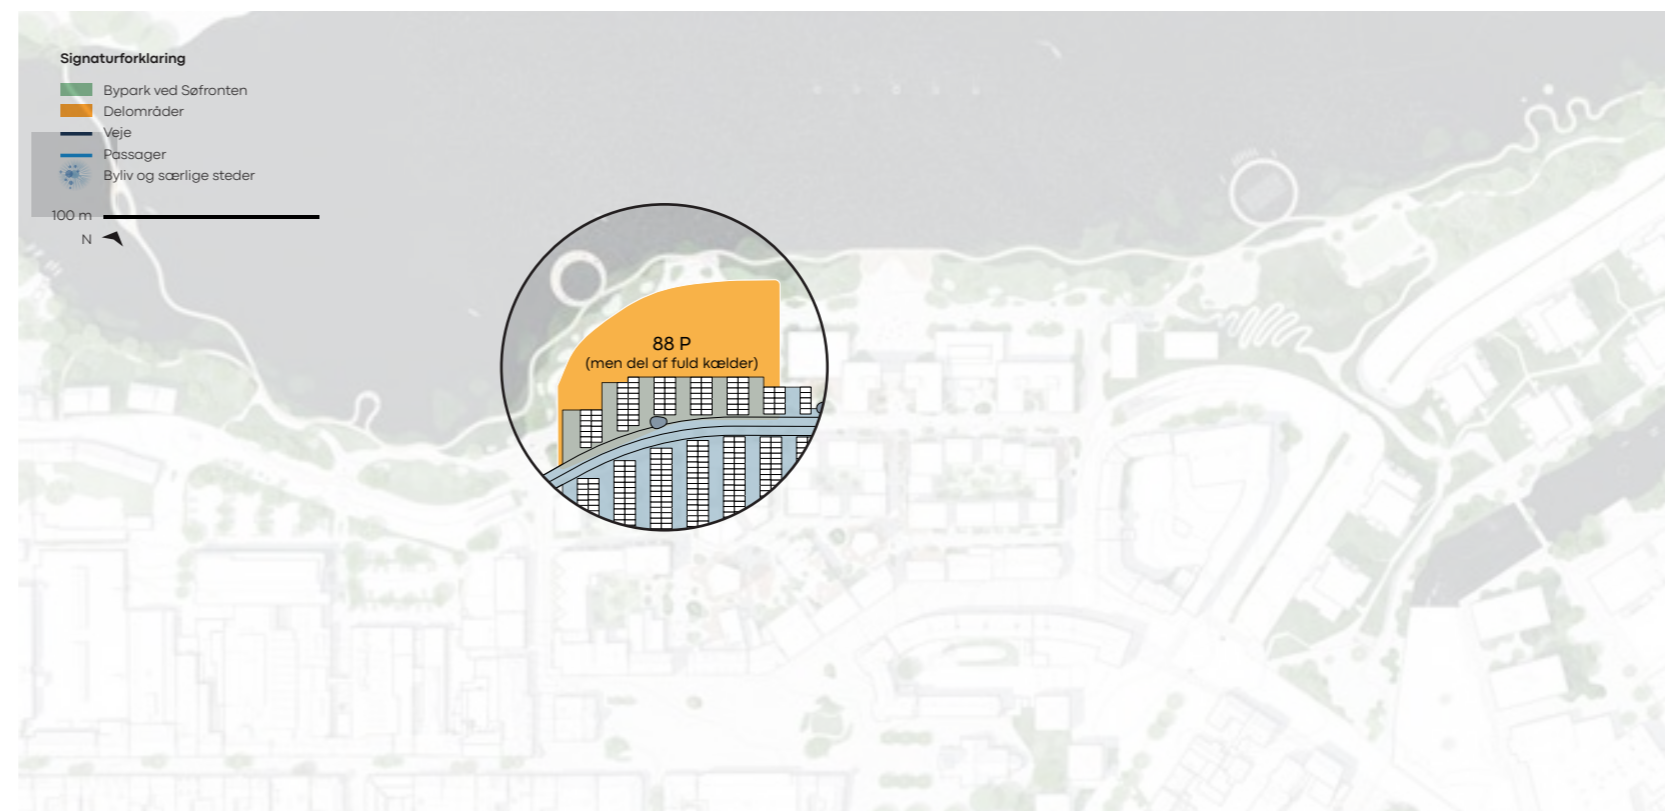 Signaturforklaring
Bypark ved Søfronten
Delområder
Veje
Passager
Byliv og særlige steder
100 m
N
88 P
(men del af fuld kælder)